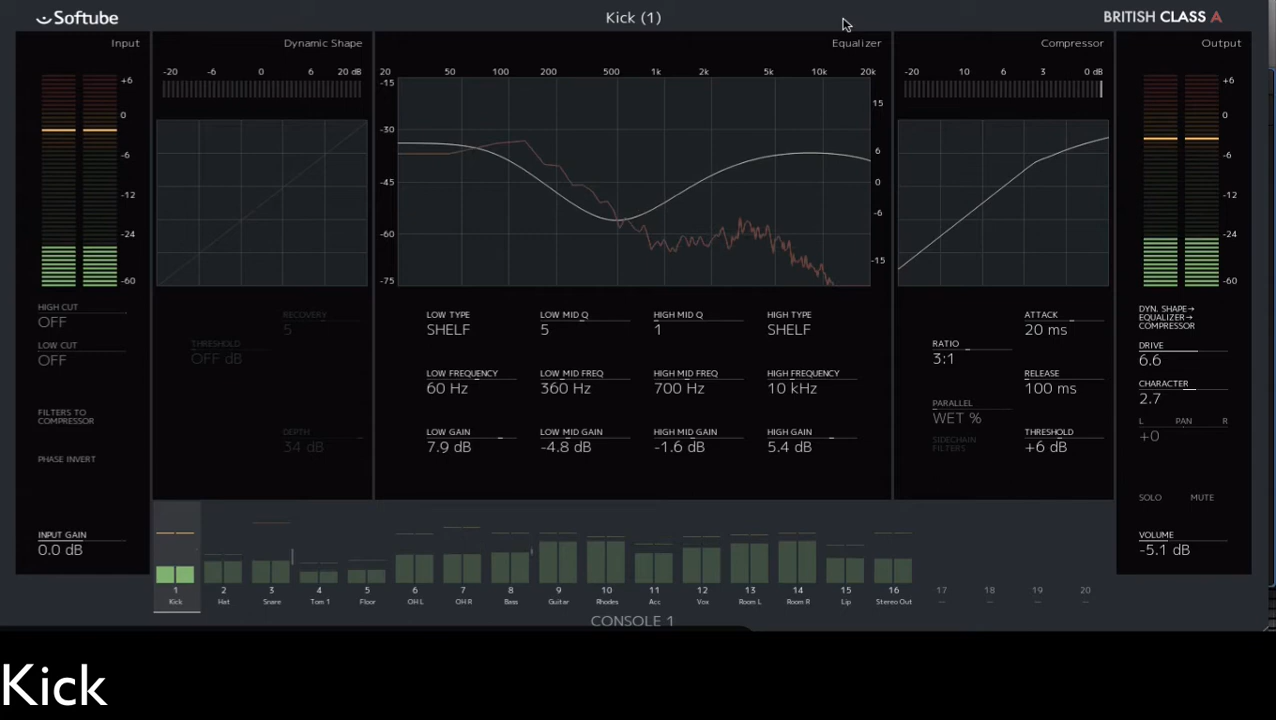 Softube
Kick (1)
BRITISH CLASS A
Input
Dynamic Shape
Equalizer
Compressor
Output
+6
0
-6
-12
-24
-60
-20 -6 0 6 20 dB
20 50 100 200 500 1k 2k 5k 10k 20k
-15
-30
-45
-60
-75
15
6
0
-6
-15
-20 10 6 3 0 dB
+6
0
-6
-12
-24
-60
HIGH CUT
OFF
LOW CUT
OFF
FILTERS TO
COMPRESSOR
PHASE INVERT
INPUT GAIN
0.0 dB
RECOVERY
5
THRESHOLD
OFF dB
DEPTH
34 dB
LOW TYPE LOW MID Q HIGH MID Q HIGH TYPE
SHELF 5 1 SHELF
LOW FREQUENCY LOW MID FREQ HIGH MID FREQ HIGH FREQUENCY
60 Hz 360 Hz 700 Hz 10 kHz
LOW GAIN LOW MID GAIN HIGH MID GAIN HIGH GAIN
7.9 dB -4.8 dB -1.6 dB 5.4 dB
ATTACK
20 ms
RATIO
3:1
RELEASE
100 ms
PARALLEL
WET %
SIDECHAIN
FILTERS
THRESHOLD
+6 dB
DYN. SHAPE→
EQUALIZER→
COMPRESSOR
DRIVE
6.6
CHARACTER
2.7
L PAN R
+0
SOLO MUTE
VOLUME
-5.1 dB
1 2 3 4 5 6 7 8 9 10 11 12 13 14 15 16 17 18 19 20
Kick Hat Snare Tom 1 Floor OH L OH R Bass Guitar Rhodes Acc Vox Room L Room R Lip Stereo Out — — — —
CONSOLE 1
Kick